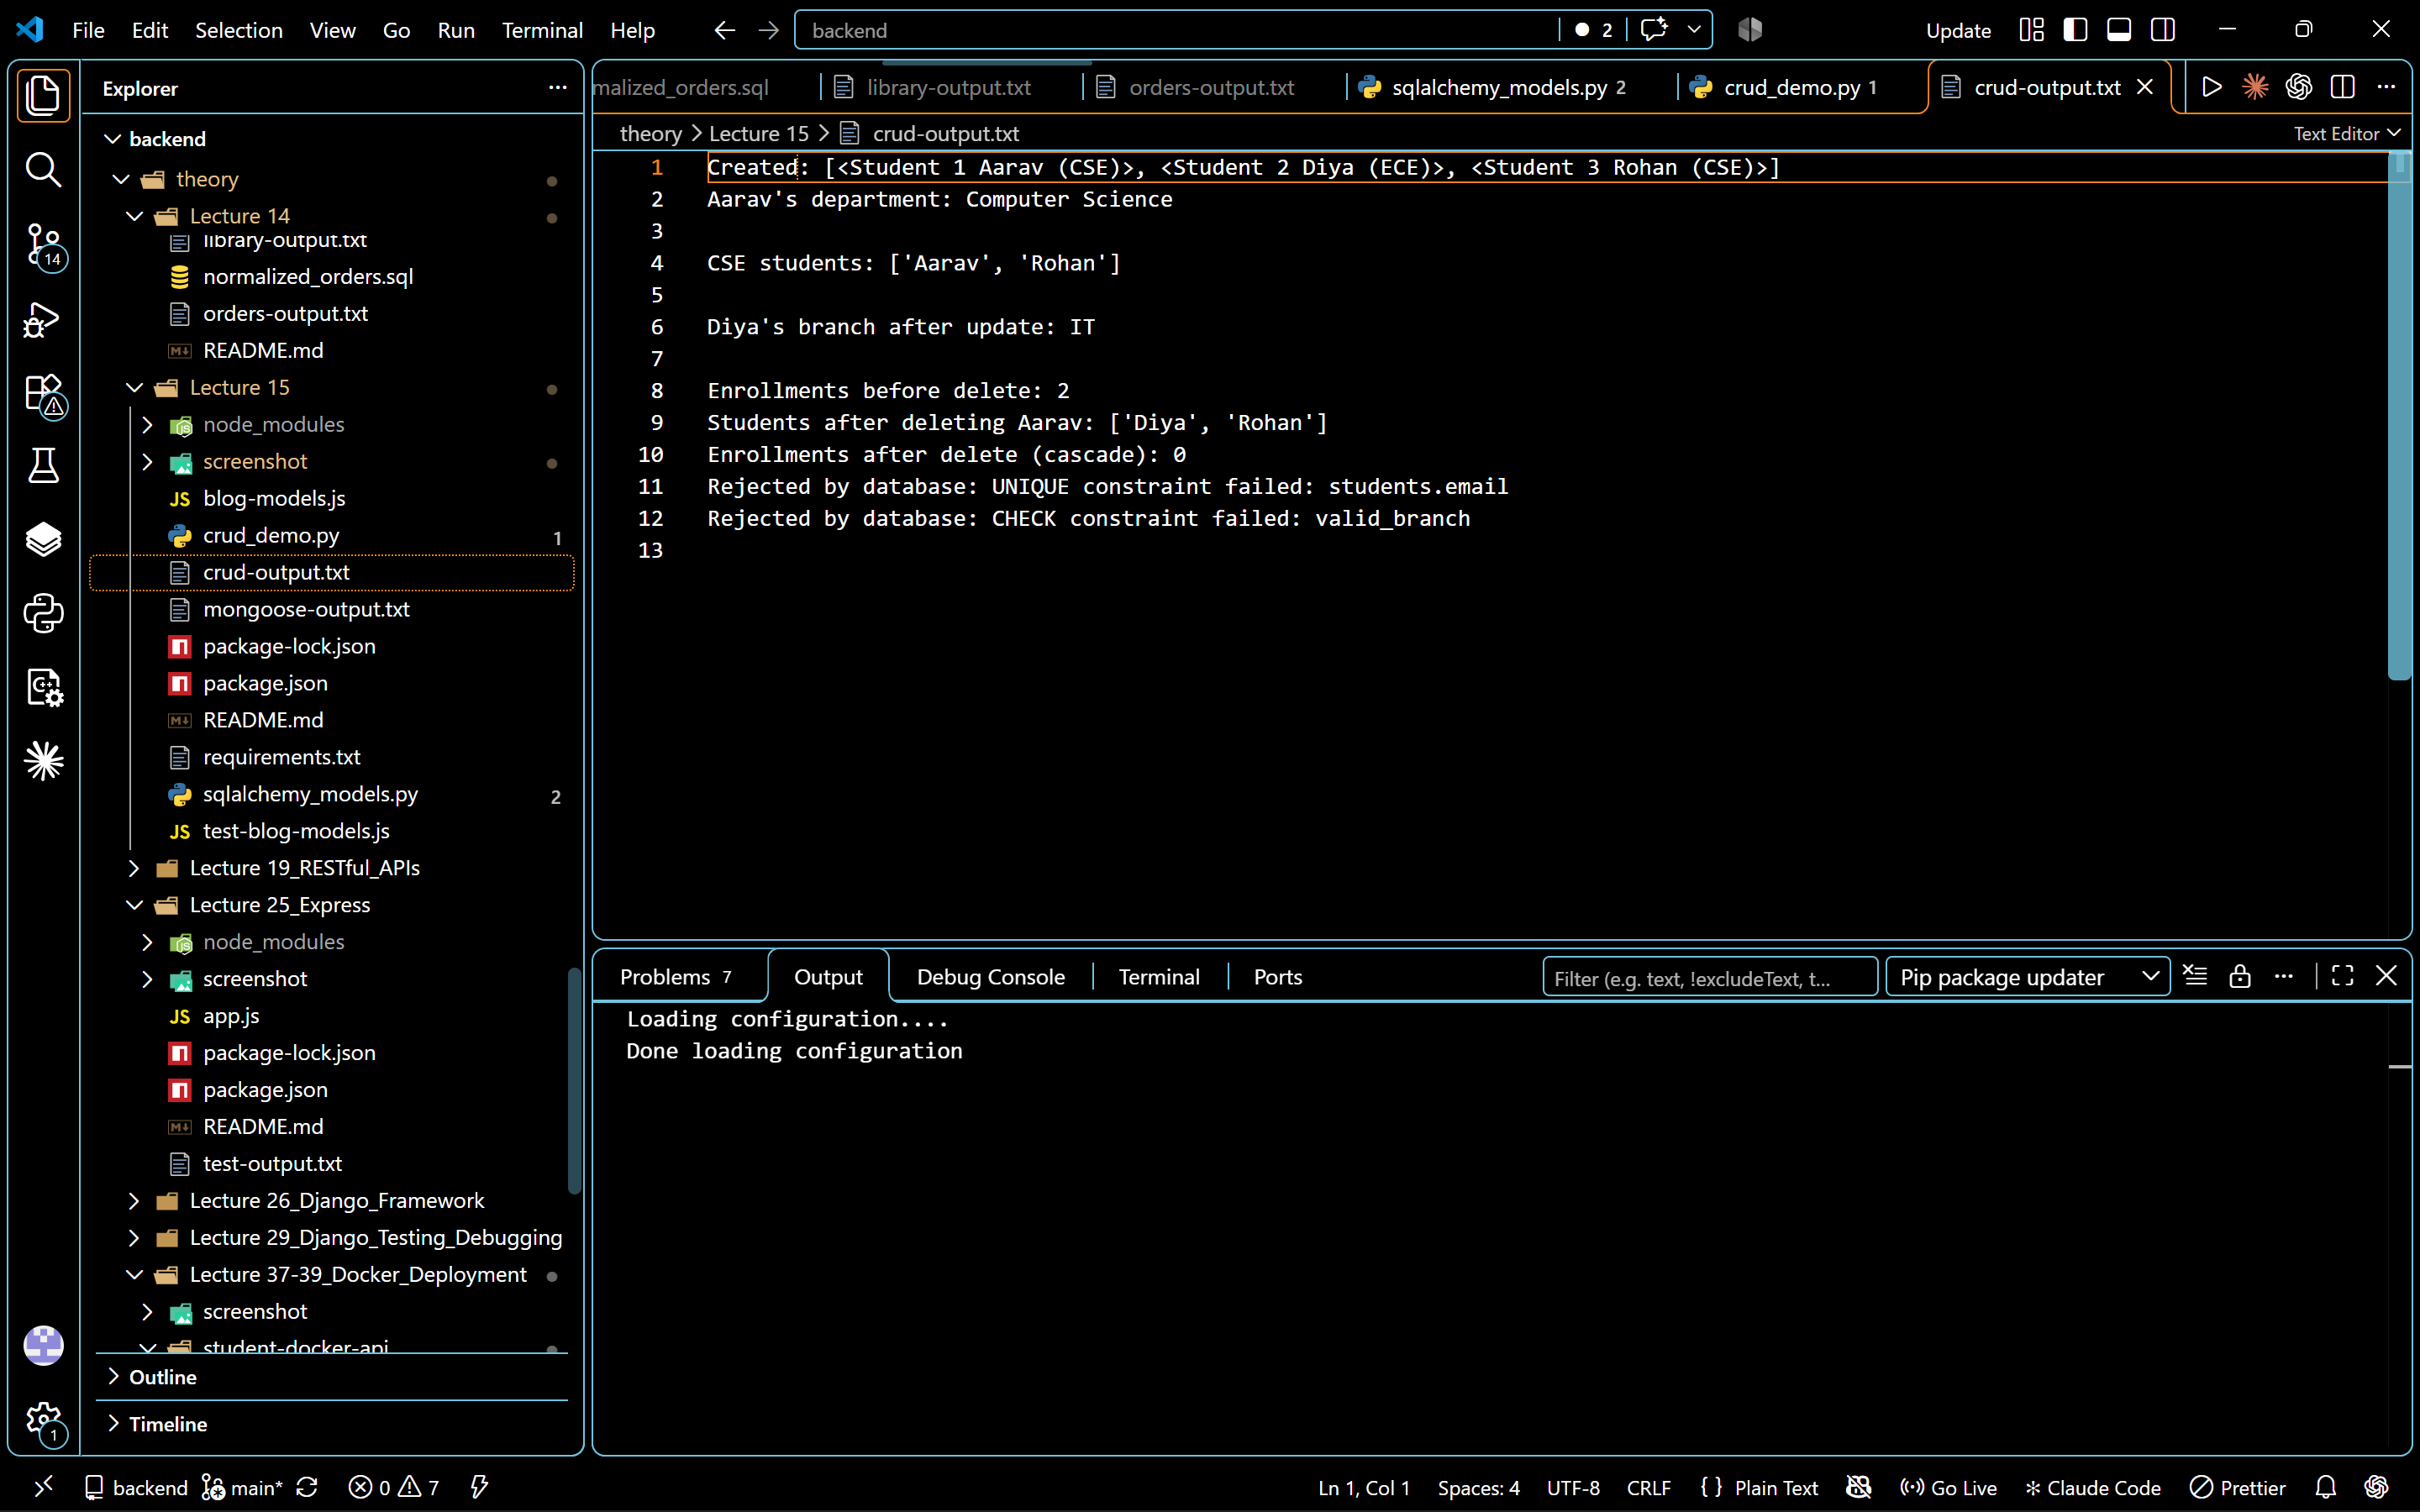 File Edit Selection View Go Run Terminal Help
backend
2
Update
Explorer
backend
theory
Lecture 14
library-output.txt
normalized_orders.sql
orders-output.txt
README.md
Lecture 15
node_modules
screenshot
blog-models.js
crud_demo.py 1
crud-output.txt
mongoose-output.txt
package-lock.json
package.json
README.md
requirements.txt
sqlalchemy_models.py 2
test-blog-models.js
Lecture 19_RESTful_APIs
Lecture 25_Express
node_modules
screenshot
app.js
package-lock.json
package.json
README.md
test-output.txt
Lecture 26_Django_Framework
Lecture 29_Django_Testing_Debugging
Lecture 37-39_Docker_Deployment
screenshot
student-docker-api
Outline
Timeline
14
1
malized_orders.sql library-output.txt orders-output.txt sqlalchemy_models.py 2 crud_demo.py 1 crud-output.txt
theory > Lecture 15 > crud-output.txt
Text Editor
1 Created: [<Student 1 Aarav (CSE)>, <Student 2 Diya (ECE)>, <Student 3 Rohan (CSE)>]
2 Aarav's department: Computer Science
3
4 CSE students: ['Aarav', 'Rohan']
5
6 Diya's branch after update: IT
7
8 Enrollments before delete: 2
9 Students after deleting Aarav: ['Diya', 'Rohan']
10 Enrollments after delete (cascade): 0
11 Rejected by database: UNIQUE constraint failed: students.email
12 Rejected by database: CHECK constraint failed: valid_branch
13
Problems 7 Output Debug Console Terminal Ports
Filter (e.g. text, !excludeText, t...
Pip package updater
Loading configuration....
Done loading configuration
backend main* 0 7
Ln 1, Col 1 Spaces: 4 UTF-8 CRLF {} Plain Text Go Live Claude Code Prettier